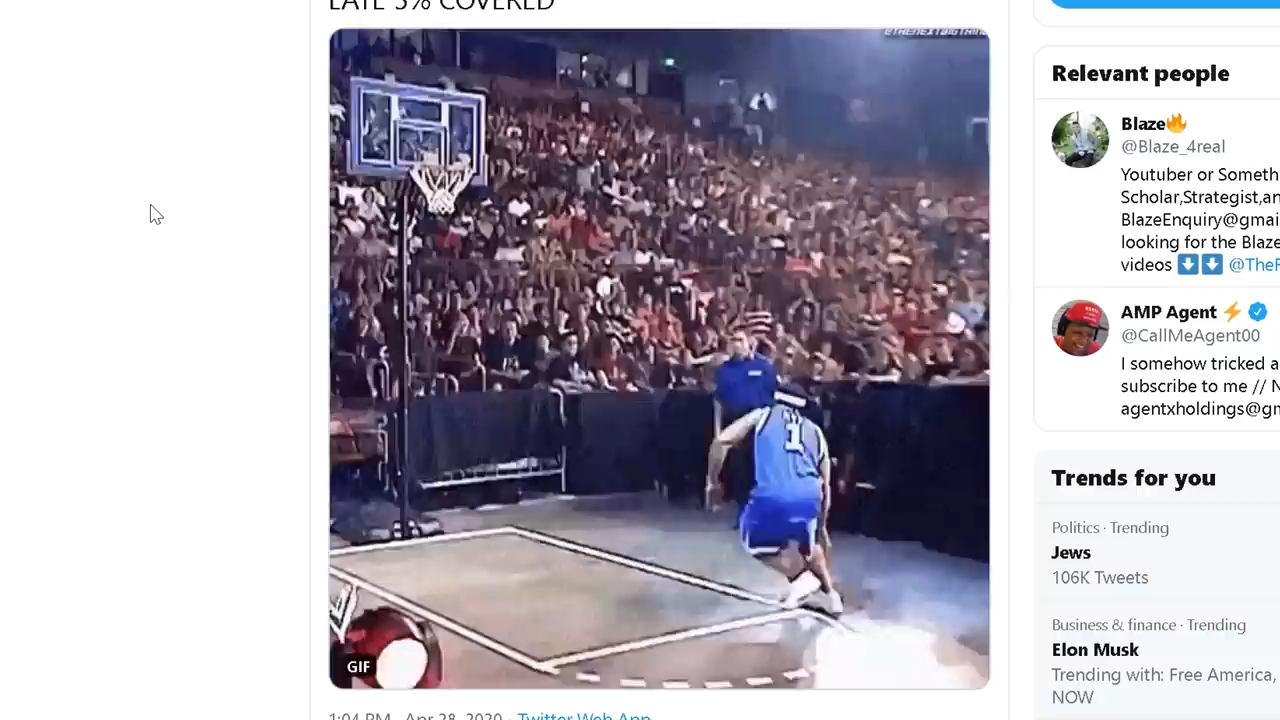 LATE 5% COVERED
@THENEXTBIGTHING
1
GIF
1:04 PM · Apr 28, 2020 · Twitter Web App
Relevant people
Blaze🔥
@Blaze_4real
Youtuber or Someth
Scholar,Strategist,an
BlazeEnquiry@gmai
looking for the Blaze
videos ⬇️⬇️ @TheF
AMP Agent ⚡
@CallMeAgent00
I somehow tricked a
subscribe to me // N
agentxholdings@gm
Trends for you
Politics · Trending
Jews
106K Tweets
Business & finance · Trending
Elon Musk
Trending with: Free America,
NOW